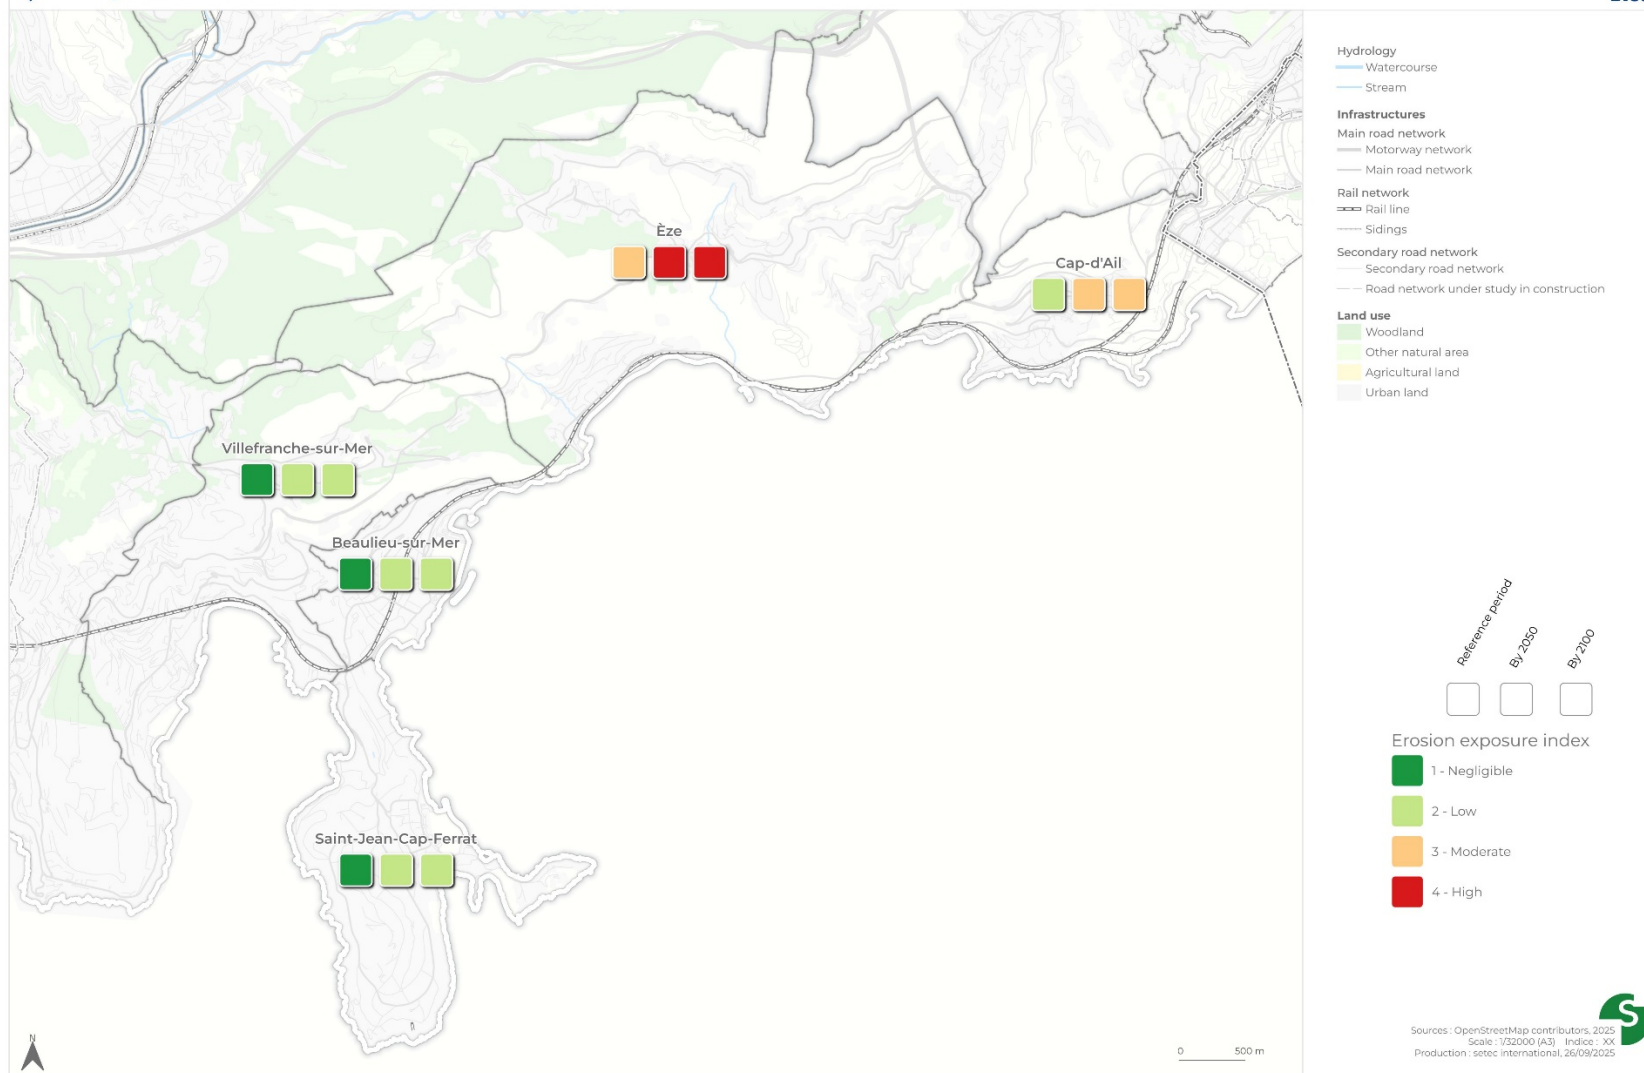 Èze
Cap-d'Ail
Villefranche-sur-Mer
Beaulieu-sur-Mer
Saint-Jean-Cap-Ferrat
N
0 500 m
Hydrology
Watercourse
Stream
Infrastructures
Main road network
Motorway network
Main road network
Rail network
Rail line
Sidings
Secondary road network
Secondary road network
Road network under study in construction
Land use
Woodland
Other natural area
Agricultural land
Urban land
Reference period
By 2050
By 2100
Erosion exposure index
1 - Negligible
2 - Low
3 - Moderate
4 - High
S
Sources : OpenStreetMap contributors, 2025
Scale : 1/32000 (A3) Indice : XX
Production : setec international, 26/09/2025